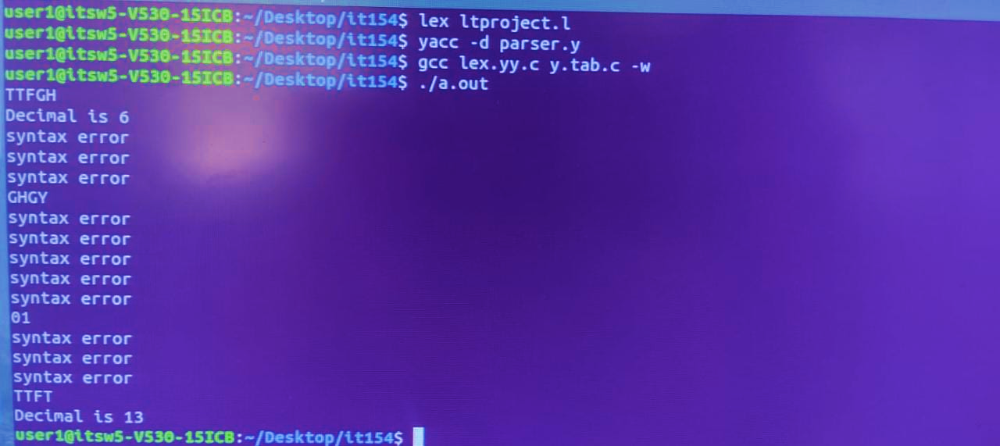 user1@itsw5-V530-15ICB:~/Desktop/it154$ lex ltproject.l
user1@itsw5-V530-15ICB:~/Desktop/it154$ yacc -d parser.y
user1@itsw5-V530-15ICB:~/Desktop/it154$ gcc lex.yy.c y.tab.c -w
user1@itsw5-V530-15ICB:~/Desktop/it154$ ./a.out
TTFGH
Decimal is 6
syntax error
syntax error
syntax error
GHGY
syntax error
syntax error
syntax error
syntax error
syntax error
01
syntax error
syntax error
syntax error
TTFT
Decimal is 13
user1@itsw5-V530-15ICB:~/Desktop/it154$